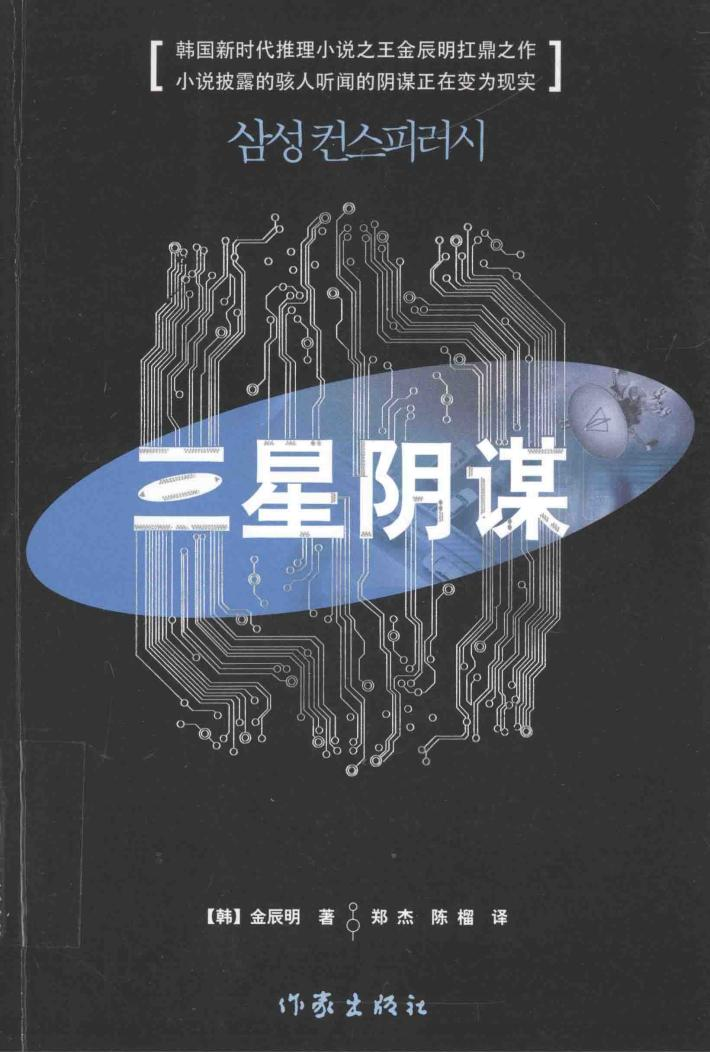 韩国新时代推理小说之王金辰明扛鼎之作
小说披露的骇人听闻的阴谋正在变为现实
삼성 컨스피러시
三星阴谋
【韩】金辰明 著 郑杰 陈榴 译
作家出版社